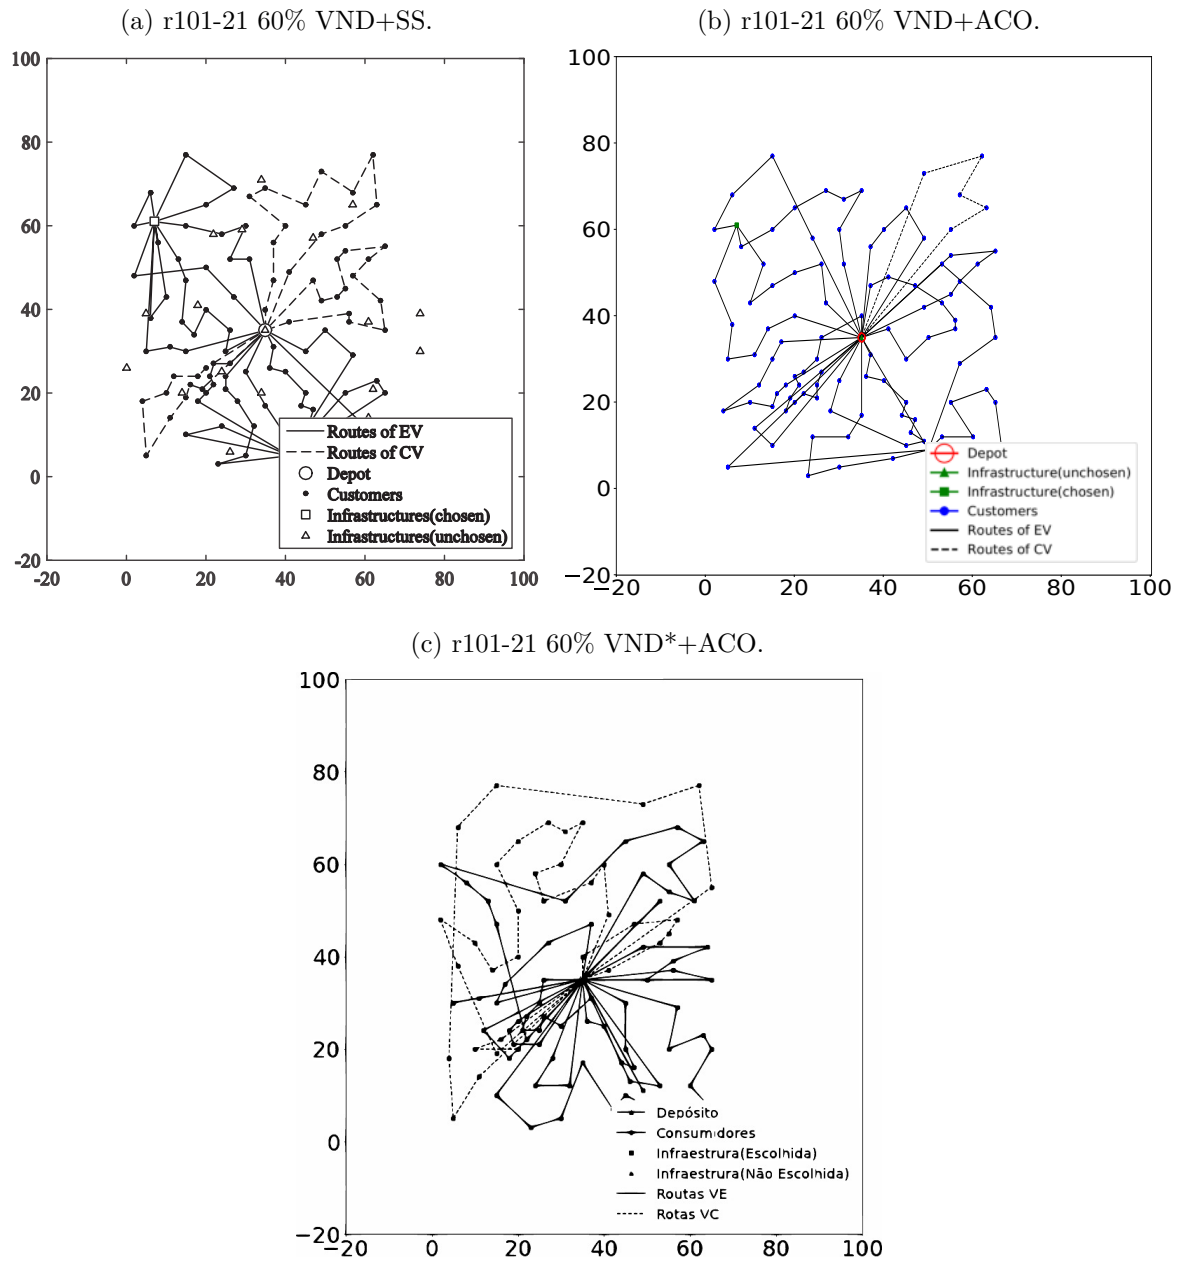 (a) r101-21 60% VND+SS.
100
80
60
40
20
0
-20
-20 0 20 40 60 80 100
Routes of EV
Routes of CV
Depot
Customers
Infrastructures(chosen)
Infrastructures(unchosen)
(b) r101-21 60% VND+ACO.
100
80
60
40
20
0
−20
0 20 40 60 80 100
Depot
Infrastructure(unchosen)
Infrastructure(chosen)
Customers
Routes of EV
Routes of CV
(c) r101-21 60% VND*+ACO.
100
80
60
40
20
0
−20
−20 0 20 40 60 80 100
Depósito
Consumidores
Infraestrura(Escolhida)
Infraestrura(Não Escolhida)
Routas VE
Rotas VC